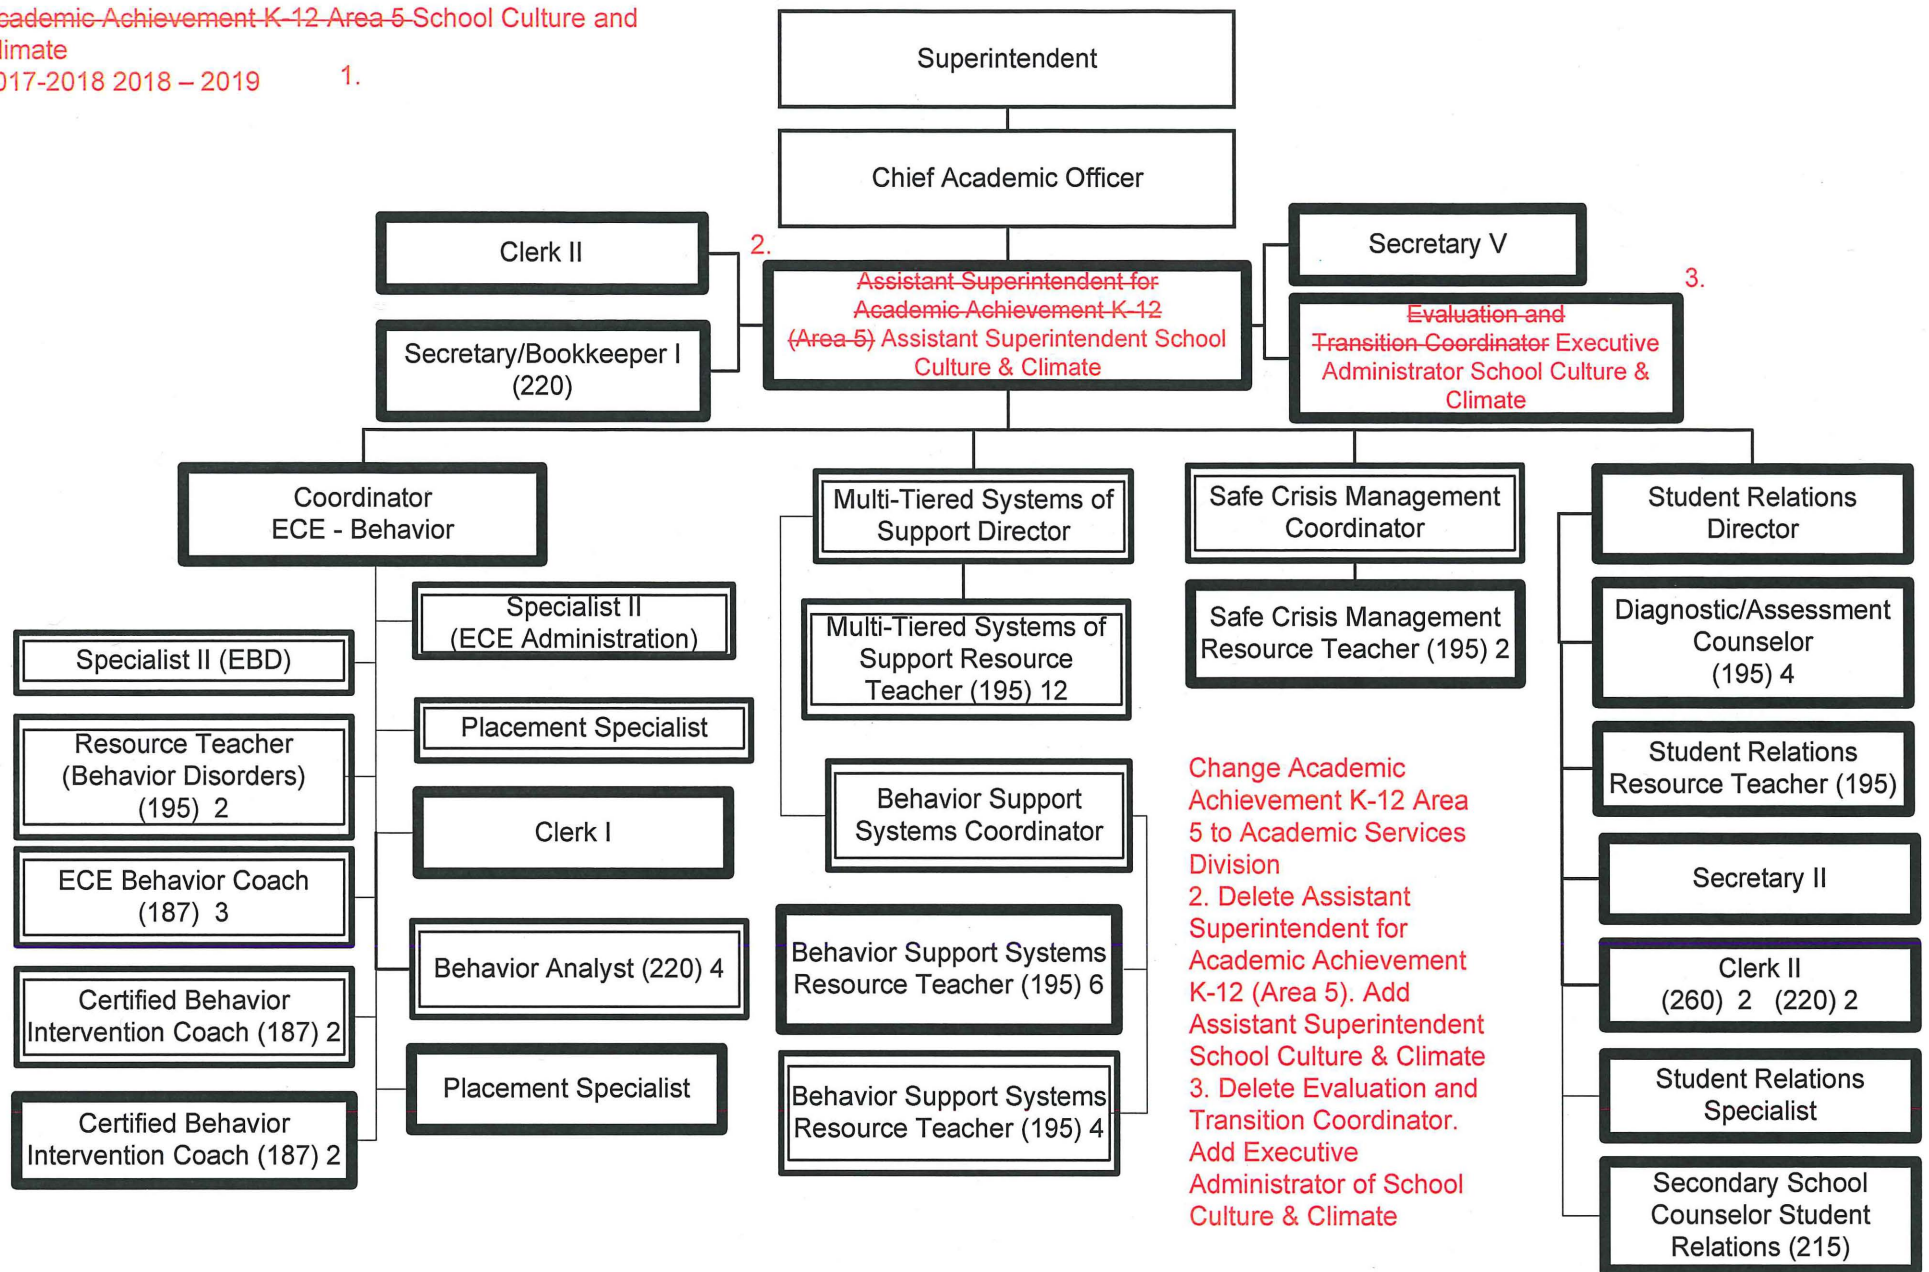 cademic Achievement K-12 Area 5 School Culture and
limate
017-2018 2018 – 2019
1.
Superintendent
Chief Academic Officer
Clerk II
Secretary/Bookkeeper I
(220)
2.
Assistant Superintendent for
Academic Achievement K-12
(Area 5) Assistant Superintendent School
Culture & Climate
Secretary V
3.
Evaluation and
Transition Coordinator Executive
Administrator School Culture &
Climate
Coordinator
ECE - Behavior
Specialist II
(ECE Administration)
Specialist II (EBD)
Placement Specialist
Resource Teacher
(Behavior Disorders)
(195) 2
Clerk I
ECE Behavior Coach
(187) 3
Behavior Analyst (220) 4
Certified Behavior
Intervention Coach (187) 2
Placement Specialist
Certified Behavior
Intervention Coach (187) 2
Multi-Tiered Systems of
Support Director
Multi-Tiered Systems of
Support Resource
Teacher (195) 12
Behavior Support
Systems Coordinator
Behavior Support Systems
Resource Teacher (195) 6
Behavior Support Systems
Resource Teacher (195) 4
Safe Crisis Management
Coordinator
Safe Crisis Management
Resource Teacher (195) 2
Change Academic
Achievement K-12 Area
5 to Academic Services
Division
2. Delete Assistant
Superintendent for
Academic Achievement
K-12 (Area 5). Add
Assistant Superintendent
School Culture & Climate
3. Delete Evaluation and
Transition Coordinator.
Add Executive
Administrator of School
Culture & Climate
Student Relations
Director
Diagnostic/Assessment
Counselor
(195) 4
Student Relations
Resource Teacher (195)
Secretary II
Clerk II
(260) 2 (220) 2
Student Relations
Specialist
Secondary School
Counselor Student
Relations (215)